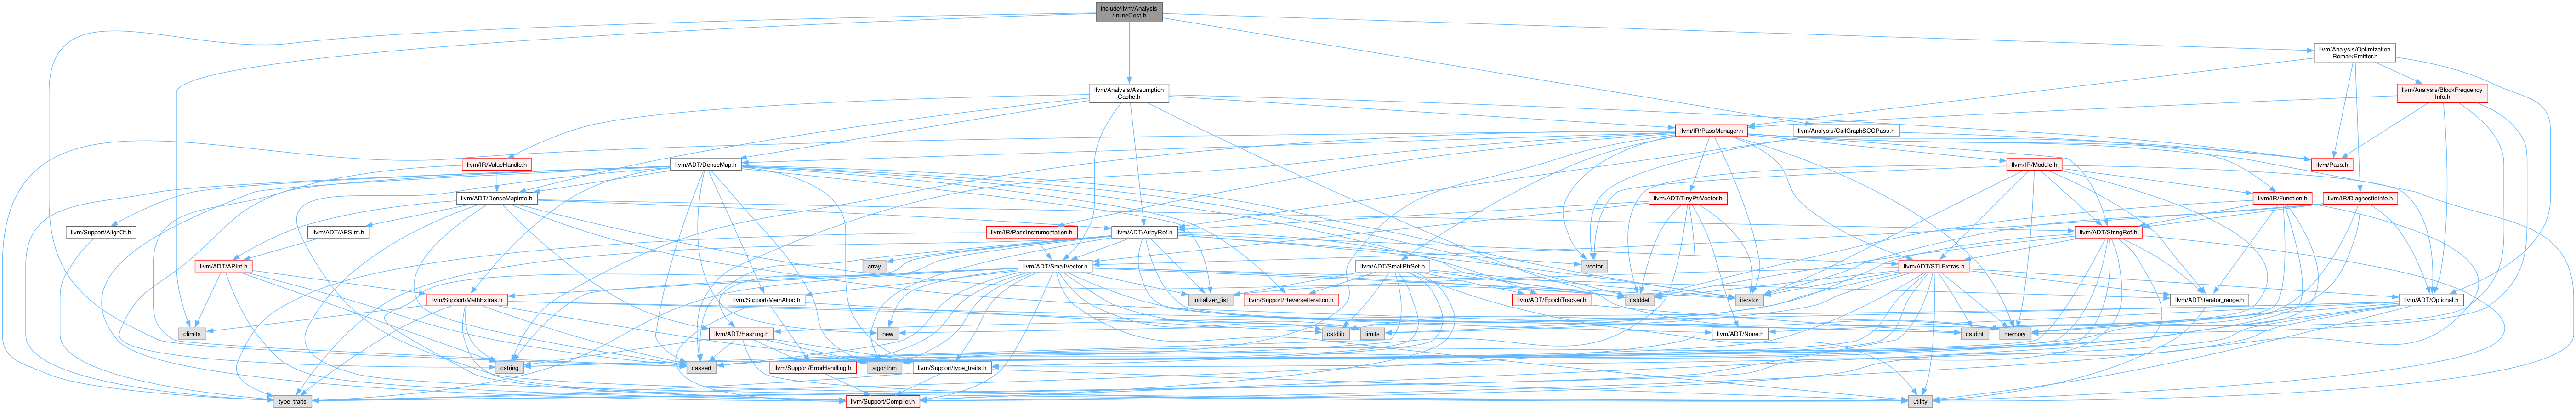 include/llvm/Analysis
/InlineCost.h
llvm/Analysis/Optimization
RemarkEmitter.h
llvm/Analysis/Assumption
Cache.h
llvm/Analysis/BlockFrequency
Info.h
llvm/IR/PassManager.h
llvm/Analysis/CallGraphSCCPass.h
llvm/IR/ValueHandle.h
llvm/ADT/DenseMap.h
llvm/IR/Module.h
llvm/Pass.h
llvm/ADT/DenseMapInfo.h
llvm/ADT/TinyPtrVector.h
llvm/IR/Function.h
llvm/IR/DiagnosticInfo.h
llvm/Support/AlignOf.h
llvm/ADT/APSInt.h
llvm/IR/PassInstrumentation.h
llvm/ADT/ArrayRef.h
llvm/ADT/StringRef.h
llvm/ADT/APInt.h
array
llvm/ADT/SmallVector.h
llvm/ADT/SmallPtrSet.h
vector
llvm/ADT/STLExtras.h
llvm/Support/MathExtras.h
llvm/Support/MemAlloc.h
initializer_list
llvm/Support/ReverseIteration.h
llvm/ADT/EpochTracker.h
cstddef
iterator
llvm/ADT/iterator_range.h
llvm/ADT/Optional.h
climits
llvm/ADT/Hashing.h
new
cstdlib
limits
llvm/ADT/None.h
cstdint
memory
cstring
cassert
llvm/Support/ErrorHandling.h
algorithm
llvm/Support/type_traits.h
type_traits
llvm/Support/Compiler.h
utility